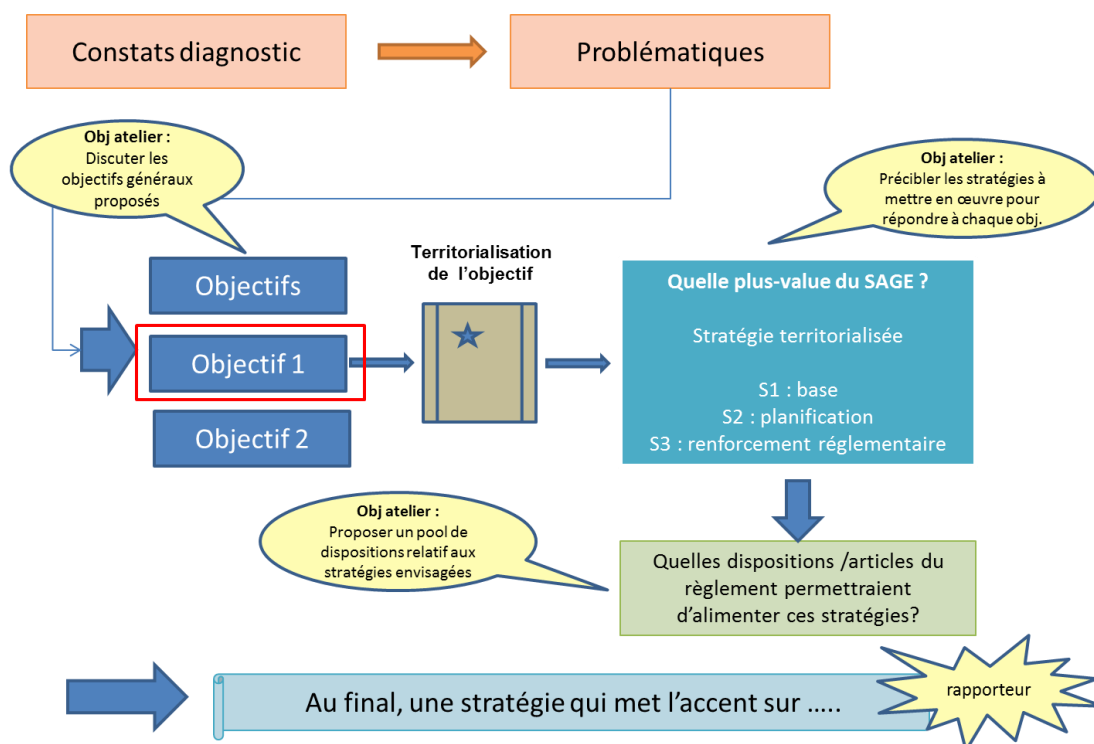 Constats diagnostic
Problématiques
Obj atelier :
Discuter les
objectifs généraux
proposés
Obj atelier :
Précibler les stratégies à
mettre en œuvre pour
répondre à chaque obj.
Objectifs
Objectif 1
Objectif 2
Territorialisation
de l’objectif
Quelle plus-value du SAGE ?
Stratégie territorialisée
S1 : base
S2 : planification
S3 : renforcement réglementaire
Obj atelier :
Proposer un pool de
dispositions relatif aux
stratégies envisagées
Quelles dispositions /articles du
règlement permettraient
d’alimenter ces stratégies?
Au final, une stratégie qui met l’accent sur …..
rapporteur